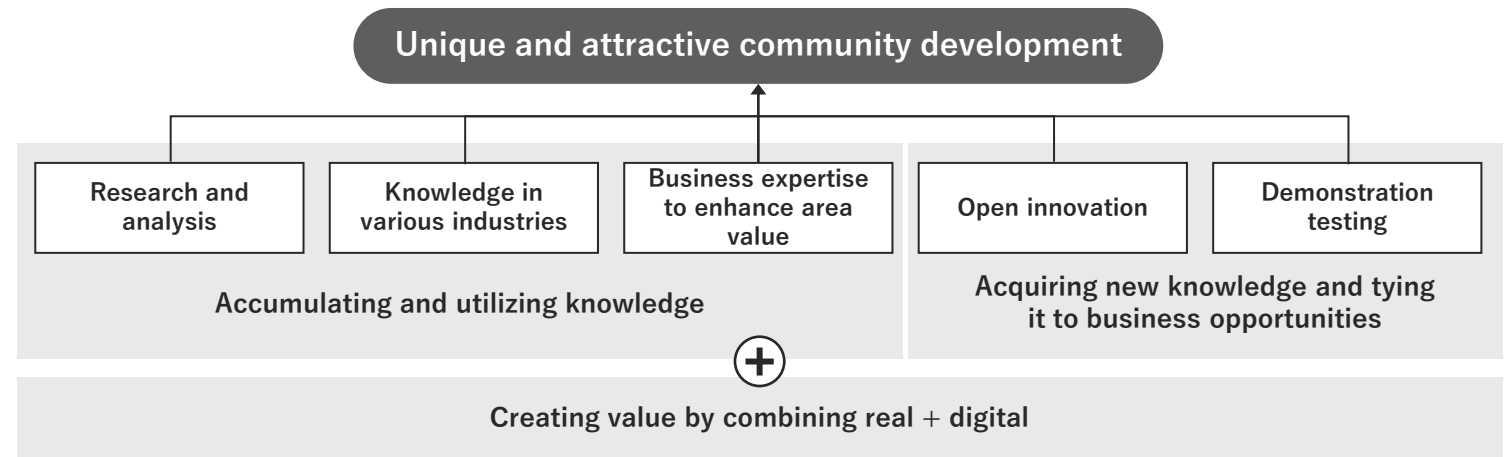 Unique and attractive community development
Research and
analysis
Knowledge in
various industries
Business expertise
to enhance area
value
Open innovation
Demonstration
testing
Accumulating and utilizing knowledge
Acquiring new knowledge and tying
it to business opportunities
+
Creating value by combining real + digital